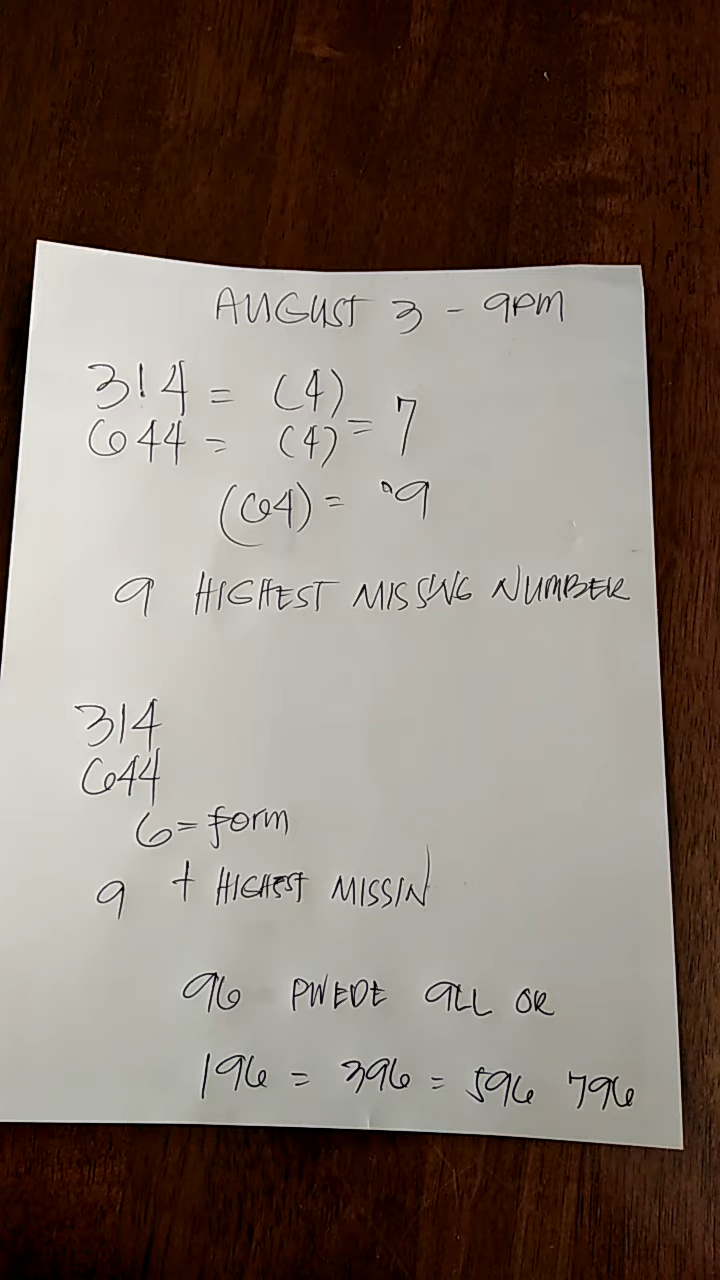 AUGUST 3 - 9PM
314 = (4)
644 = (4) = 7
(64) = 9
9 HIGHEST MISSING NUMBER
314
644
6 = form
9 + HIGHEST MISSIN
96 PWEDE ALL OR
196 = 396 = 596 796